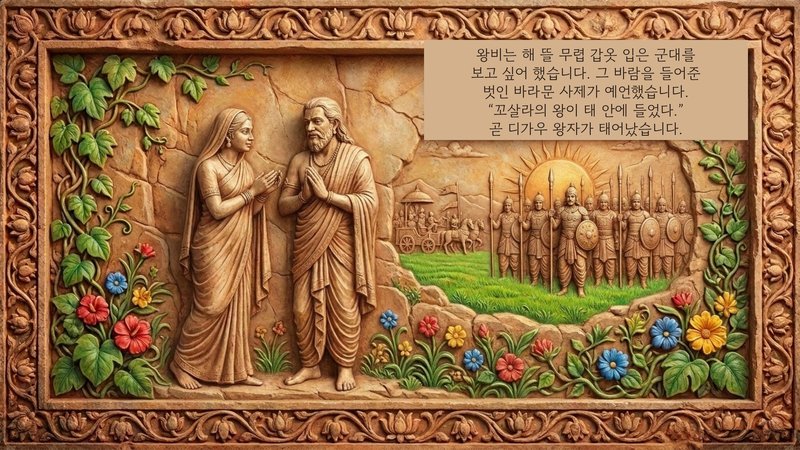 왕비는 해 뜰 무렵 갑옷 입은 군대를
보고 싶어 했습니다. 그 바람을 들어준
벗인 바라문 사제가 예언했습니다.
“꼬살라의 왕이 태 안에 들었다.”
곧 디가우 왕자가 태어났습니다.